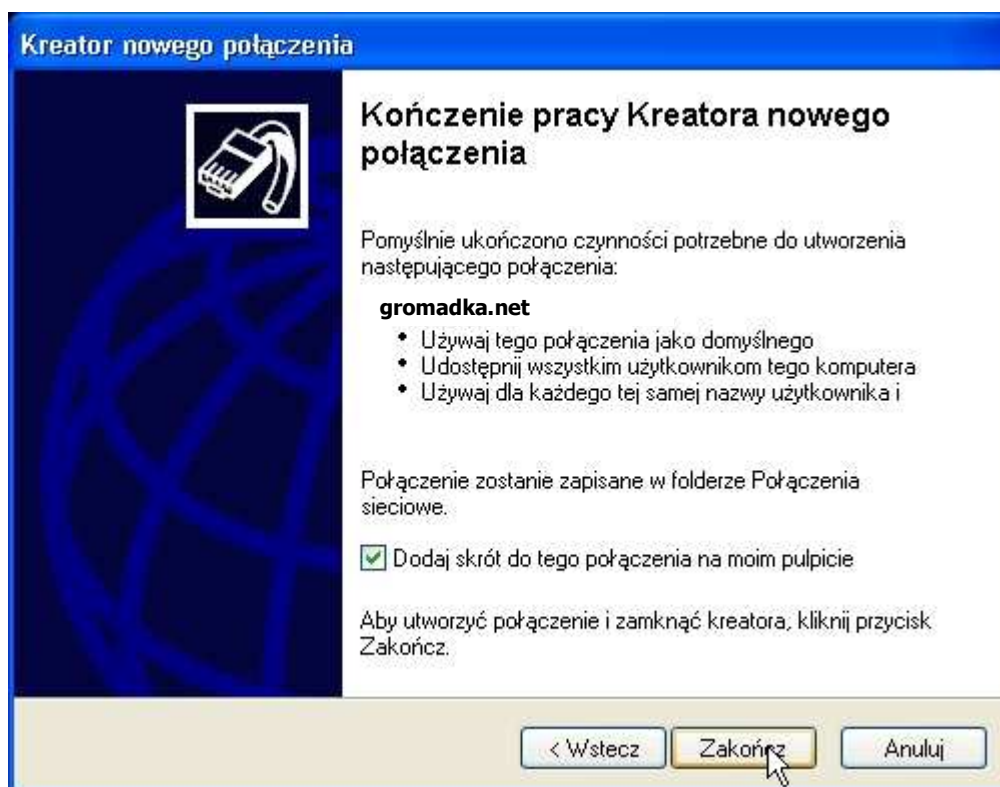 Kreator nowego połączenia
Kończenie pracy Kreatora nowego
połączenia
Pomyślnie ukończono czynności potrzebne do utworzenia
następującego połączenia:
gromadka.net
• Używaj tego połączenia jako domyślnego
• Udostępnij wszystkim użytkownikom tego komputera
• Używaj dla każdego tej samej nazwy użytkownika i
Połączenie zostanie zapisane w folderze Połączenia
sieciowe.
Dodaj skrót do tego połączenia na moim pulpicie
Aby utworzyć połączenie i zamknąć kreatora, kliknij przycisk
Zakończ.
< Wstecz
Zakończ
Anuluj